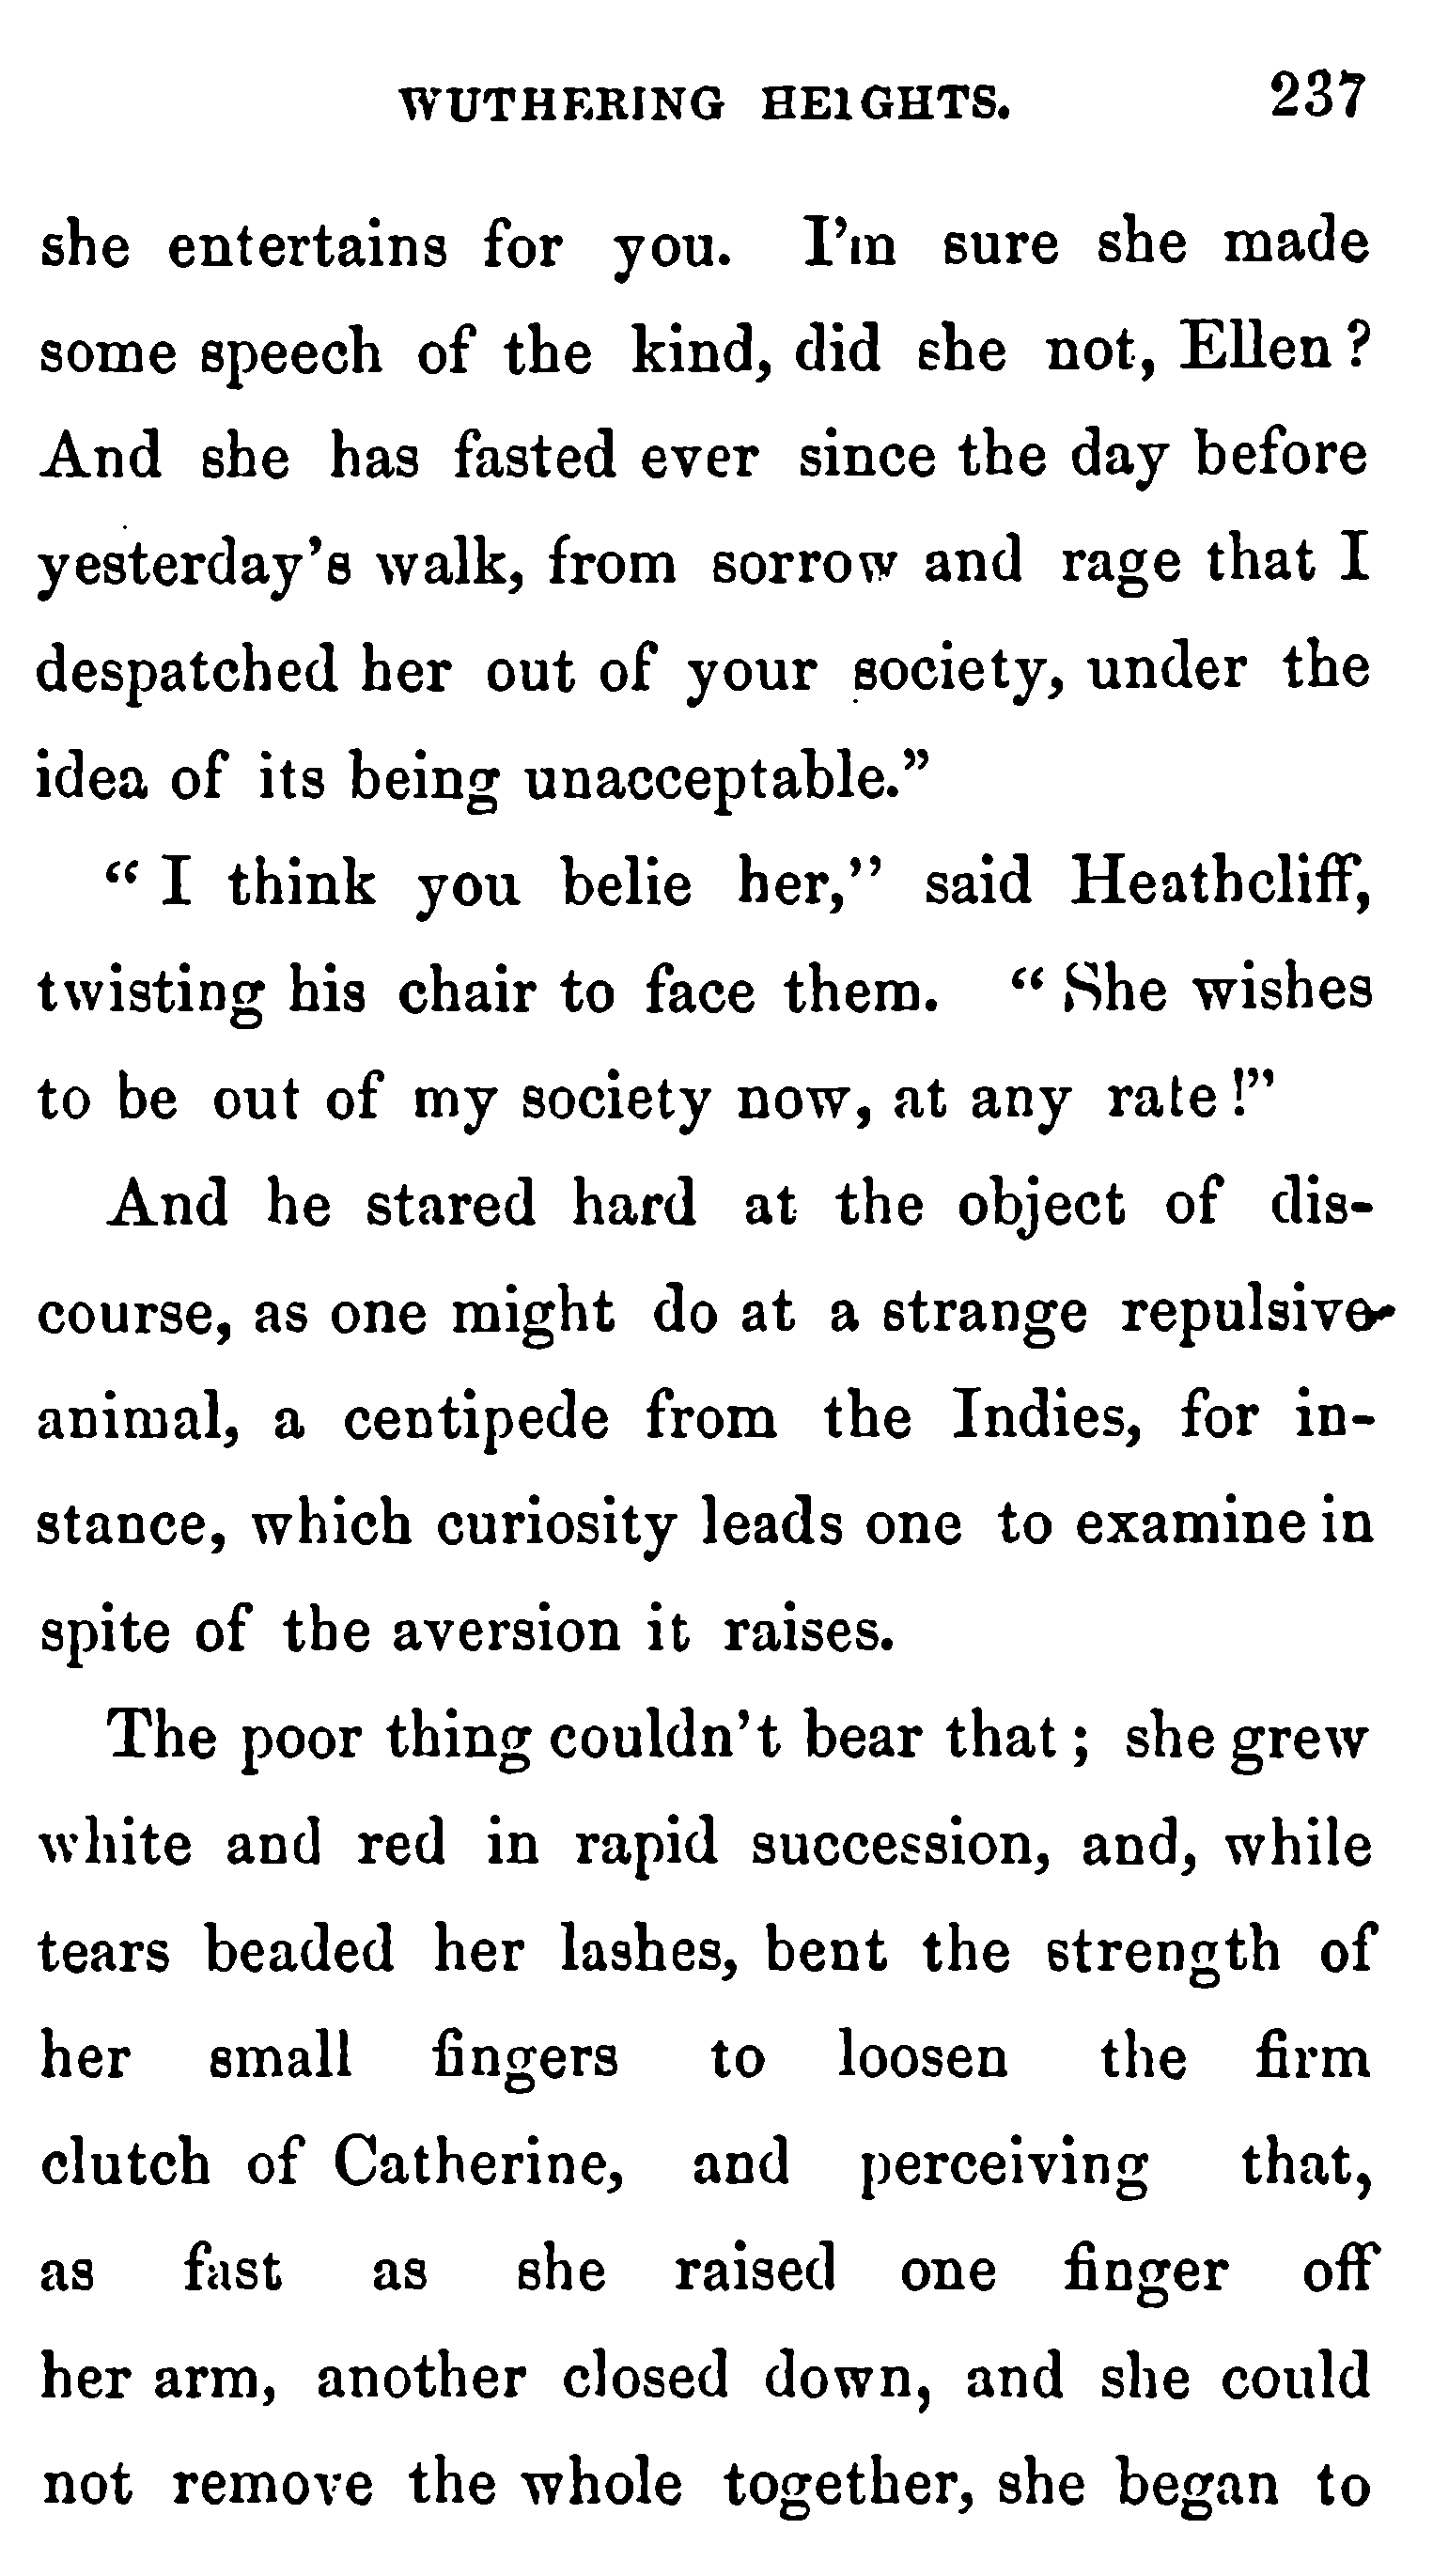 WUTHERING HEIGHTS. 237
she entertains for you. I'm sure she made
some speech of the kind, did she not, Ellen?
And she has fasted ever since the day before
yesterday's walk, from sorrow and rage that I
despatched her out of your society, under the
idea of its being unacceptable."
"I think you belie her," said Heathcliff,
twisting his chair to face them. "She wishes
to be out of my society now, at any rate!"
And he stared hard at the object of dis-
course, as one might do at a strange repulsive
animal, a centipede from the Indies, for in-
stance, which curiosity leads one to examine in
spite of the aversion it raises.
The poor thing couldn't bear that; she grew
white and red in rapid succession, and, while
tears beaded her lashes, bent the strength of
her small fingers to loosen the firm
clutch of Catherine, and perceiving that,
as fast as she raised one finger off
her arm, another closed down, and she could
not remove the whole together, she began to